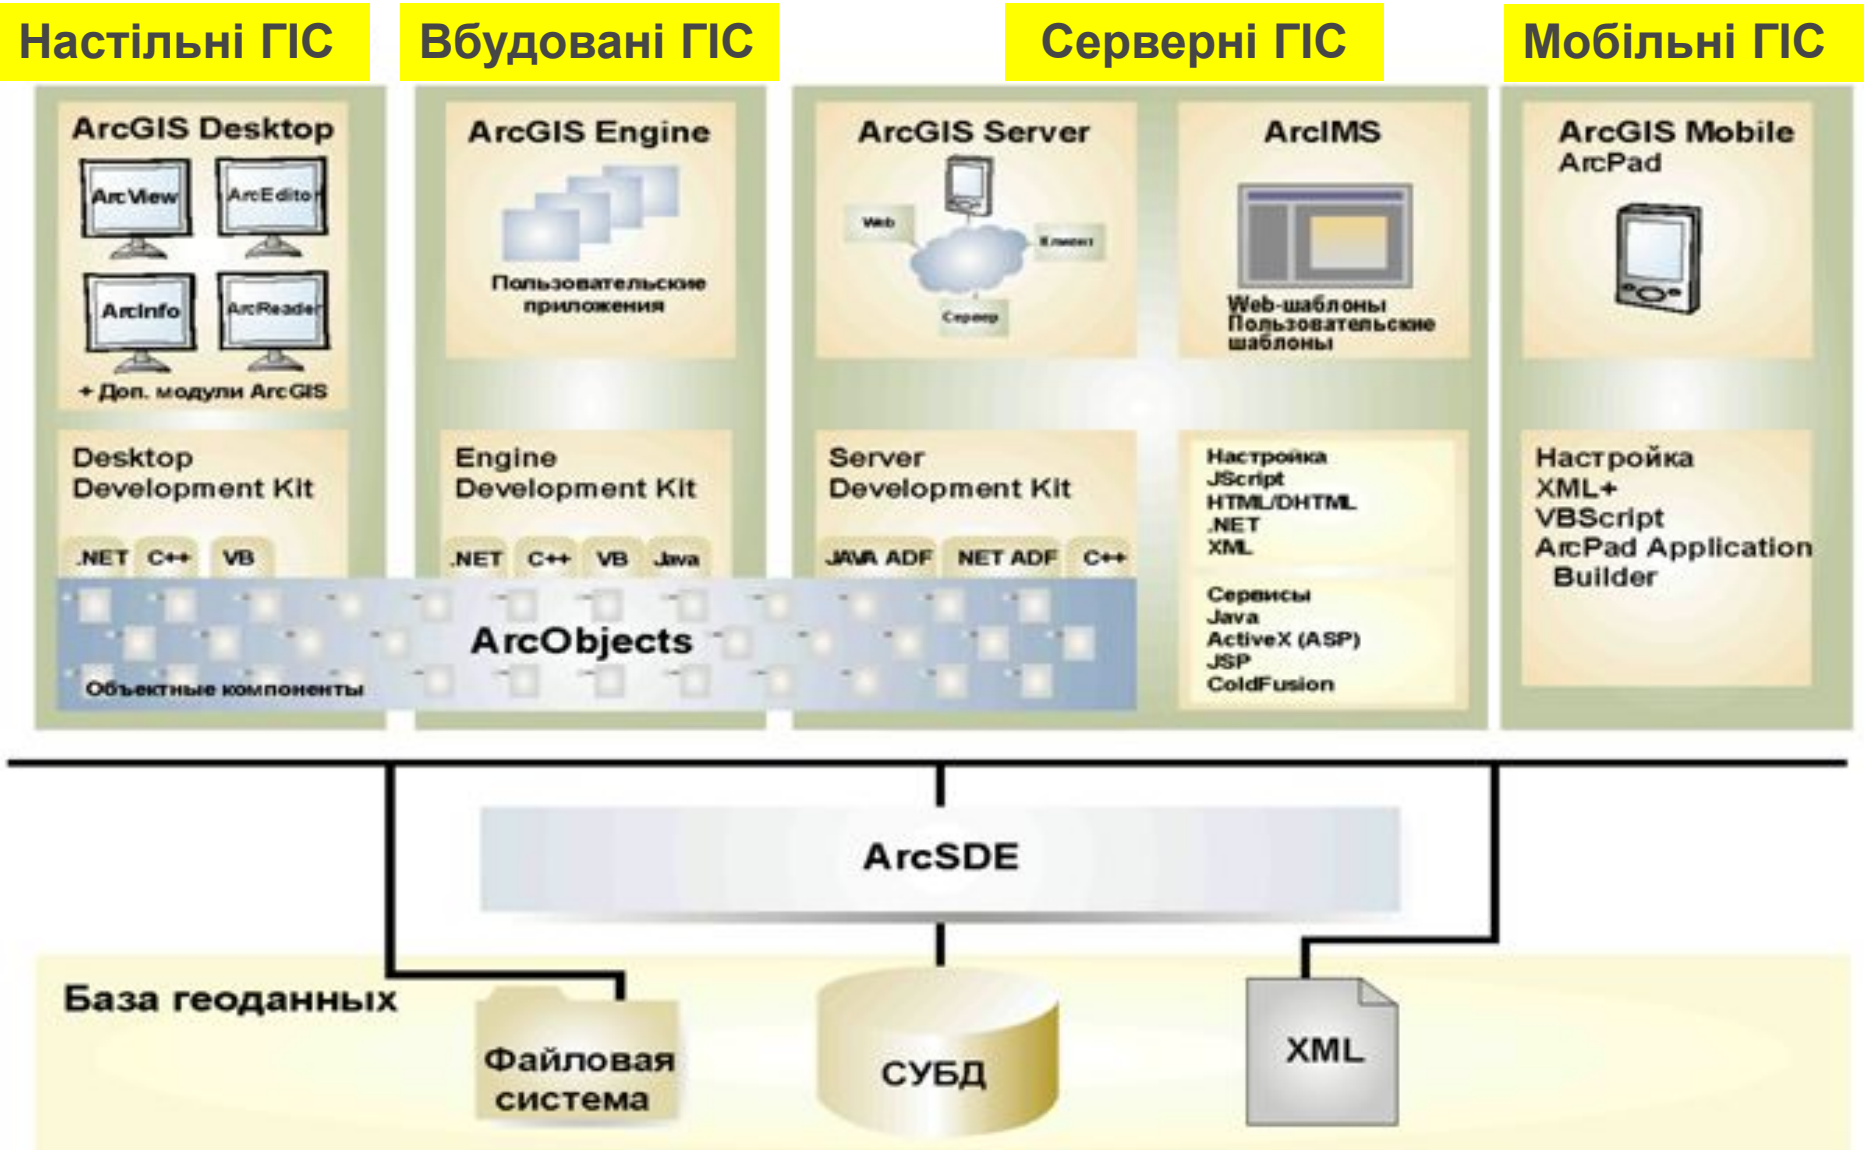 Настільні ГІС
Вбудовані ГІС
Серверні ГІС
Мобільні ГІС
ArcGIS Desktop
ArcView
ArcEditor
ArcInfo
ArcReader
+ Доп. модули ArcGIS
ArcGIS Engine
Пользовательские
приложения
ArcGIS Server
Web
Клиент
Сервер
ArcIMS
Web-шаблоны
Пользовательские
шаблоны
ArcGIS Mobile
ArcPad
Desktop
Development Kit
.NET
C++
VB
Engine
Development Kit
.NET
C++
VB
Java
Server
Development Kit
JAVA ADF
NET ADF
C++
Настройка
JScript
HTML/DHTML
.NET
XML
Сервисы
Java
ActiveX (ASP)
JSP
ColdFusion
Настройка
XML+
VBScript
ArcPad Application
Builder
ArcObjects
Объектные компоненты
ArcSDE
База геоданных
Файловая
система
СУБД
XML